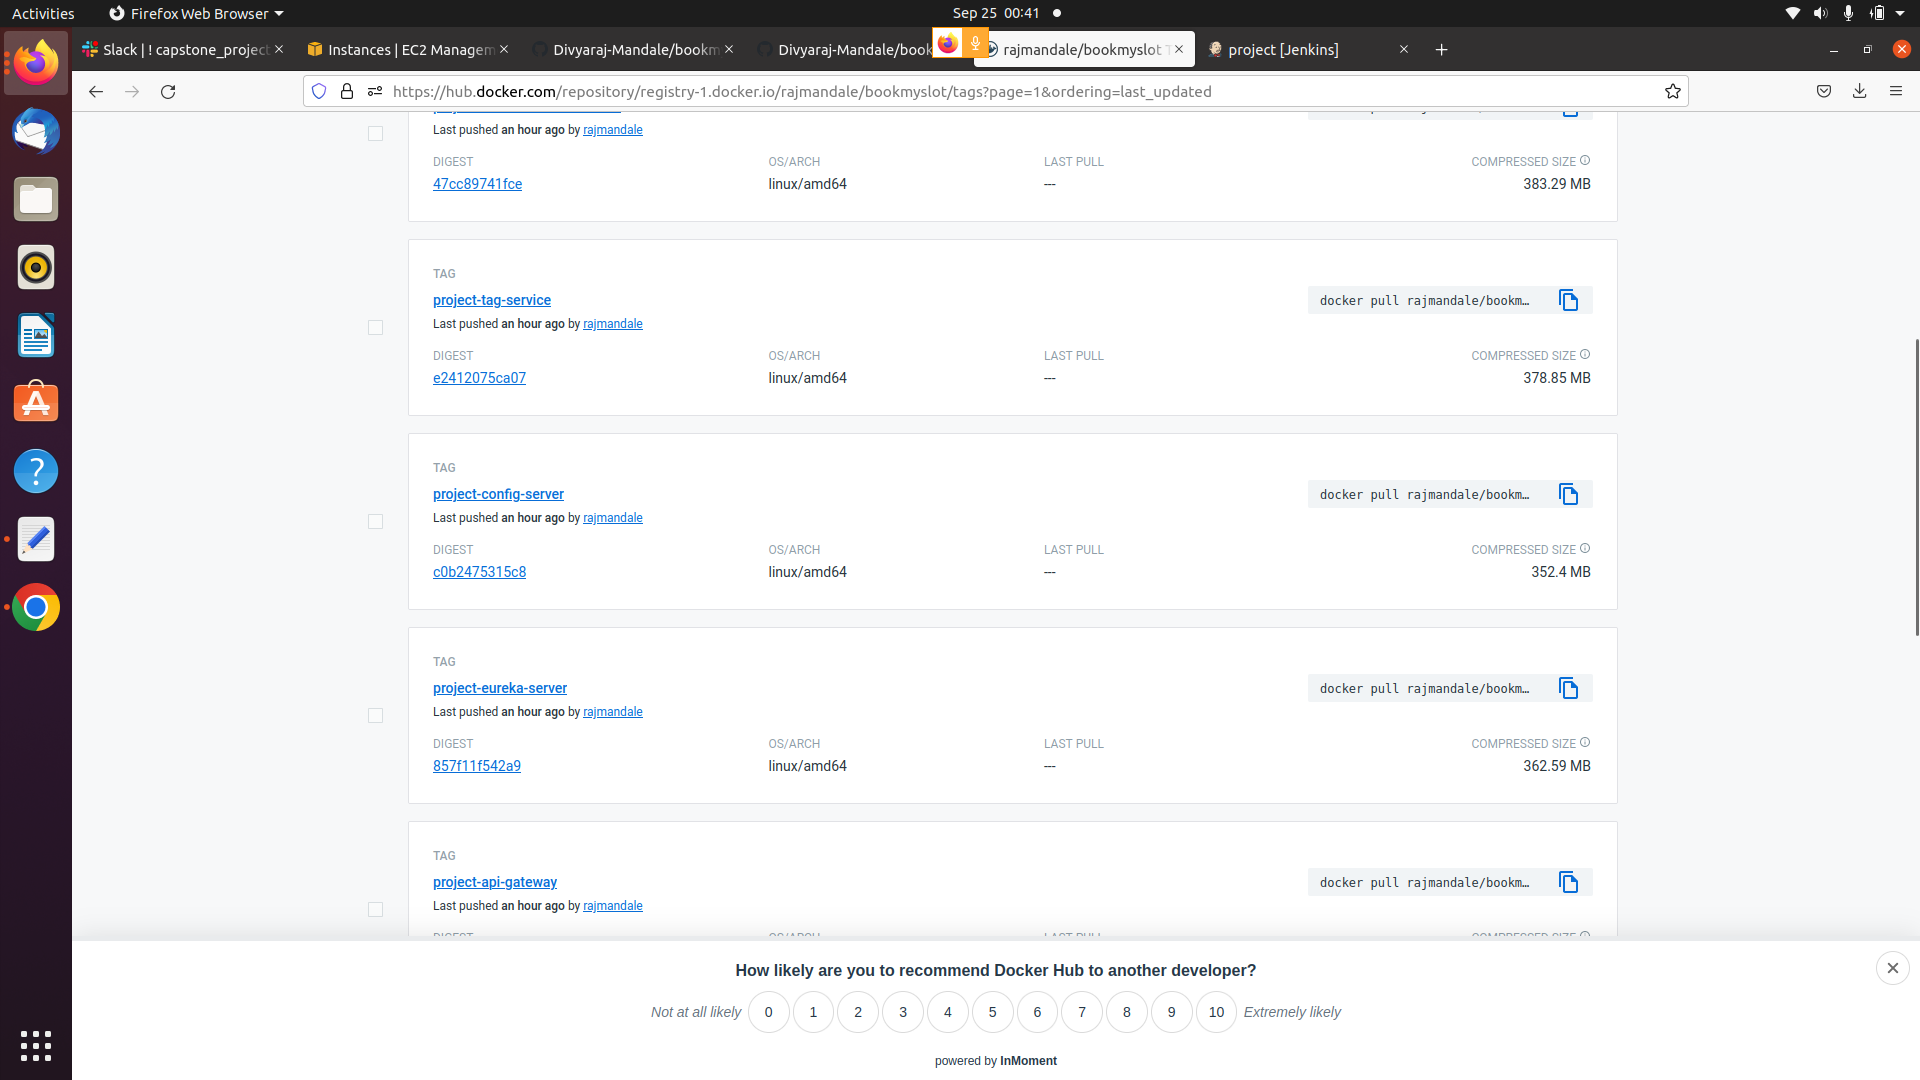 Activities
Firefox Web Browser
Sep 25 00:41
Slack | ! capstone_project
Instances | EC2 Managem
Divyaraj-Mandale/bookm
Divyaraj-Mandale/book
rajmandale/bookmyslot T
project [Jenkins]
https://hub.docker.com/repository/registry-1.docker.io/rajmandale/bookmyslot/tags?page=1&ordering=last_updated
Last pushed an hour ago by rajmandale
DIGEST OS/ARCH LAST PULL COMPRESSED SIZE
47cc89741fce linux/amd64 --- 383.29 MB
TAG
project-tag-service docker pull rajmandale/bookm…
Last pushed an hour ago by rajmandale
DIGEST OS/ARCH LAST PULL COMPRESSED SIZE
e2412075ca07 linux/amd64 --- 378.85 MB
TAG
project-config-server docker pull rajmandale/bookm…
Last pushed an hour ago by rajmandale
DIGEST OS/ARCH LAST PULL COMPRESSED SIZE
c0b2475315c8 linux/amd64 --- 352.4 MB
TAG
project-eureka-server docker pull rajmandale/bookm…
Last pushed an hour ago by rajmandale
DIGEST OS/ARCH LAST PULL COMPRESSED SIZE
857f11f542a9 linux/amd64 --- 362.59 MB
TAG
project-api-gateway docker pull rajmandale/bookm…
Last pushed an hour ago by rajmandale
DIGEST OS/ARCH LAST PULL COMPRESSED SIZE
How likely are you to recommend Docker Hub to another developer?
Not at all likely 0 1 2 3 4 5 6 7 8 9 10 Extremely likely
powered by InMoment